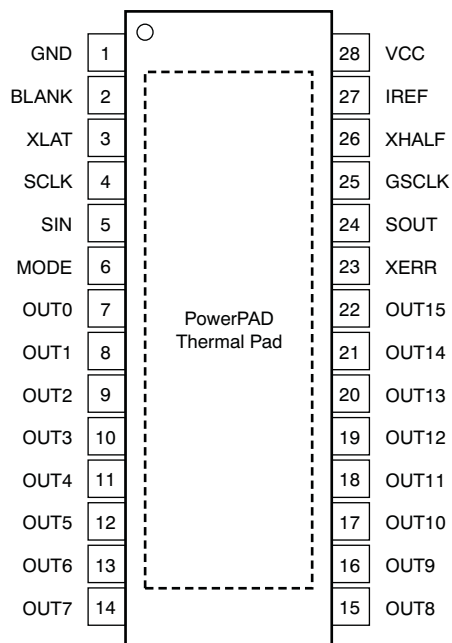 GND 1 28 VCC
BLANK 2 27 IREF
XLAT 3 26 XHALF
SCLK 4 25 GSCLK
SIN 5 24 SOUT
MODE 6 23 XERR
OUT0 7 22 OUT15
OUT1 8 21 OUT14
OUT2 9 20 OUT13
OUT3 10 19 OUT12
OUT4 11 18 OUT11
OUT5 12 17 OUT10
OUT6 13 16 OUT9
OUT7 14 15 OUT8
PowerPAD
Thermal Pad